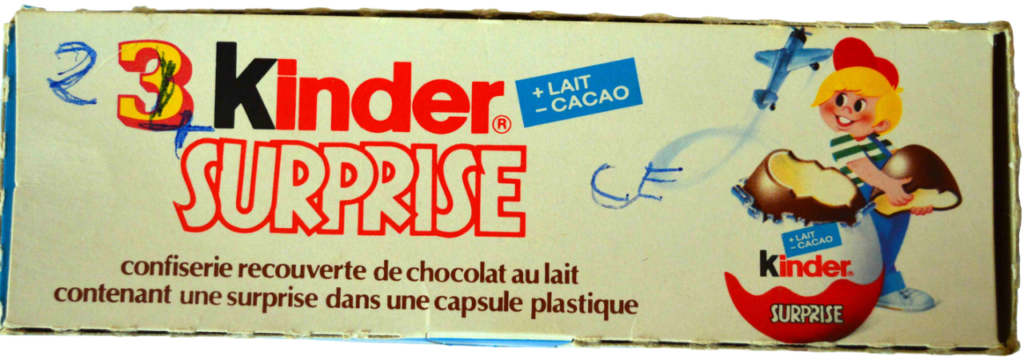 2 3 Kinder®
+ LAIT
– CACAO
SURPRISE
CE
confiserie recouverte de chocolat au lait
contenant une surprise dans une capsule plastique
+ LAIT
– CACAO
Kinder
SURPRISE